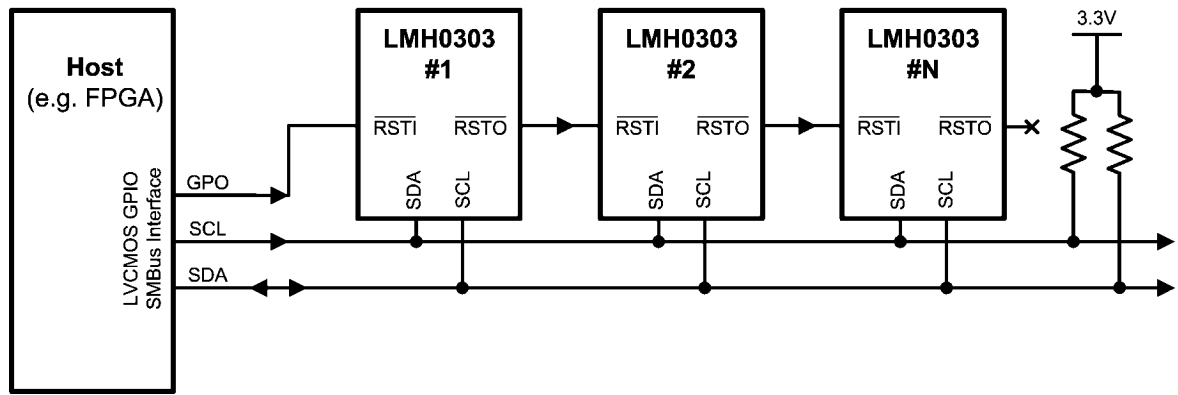 Host
(e.g. FPGA)
LVCMOS GPIO
SMBus Interface
GPO
SCL
SDA
LMH0303
#1
RSTI
RSTO
SDA
SCL
LMH0303
#2
RSTI
RSTO
SDA
SCL
LMH0303
#N
RSTI
RSTO
SDA
SCL
3.3V